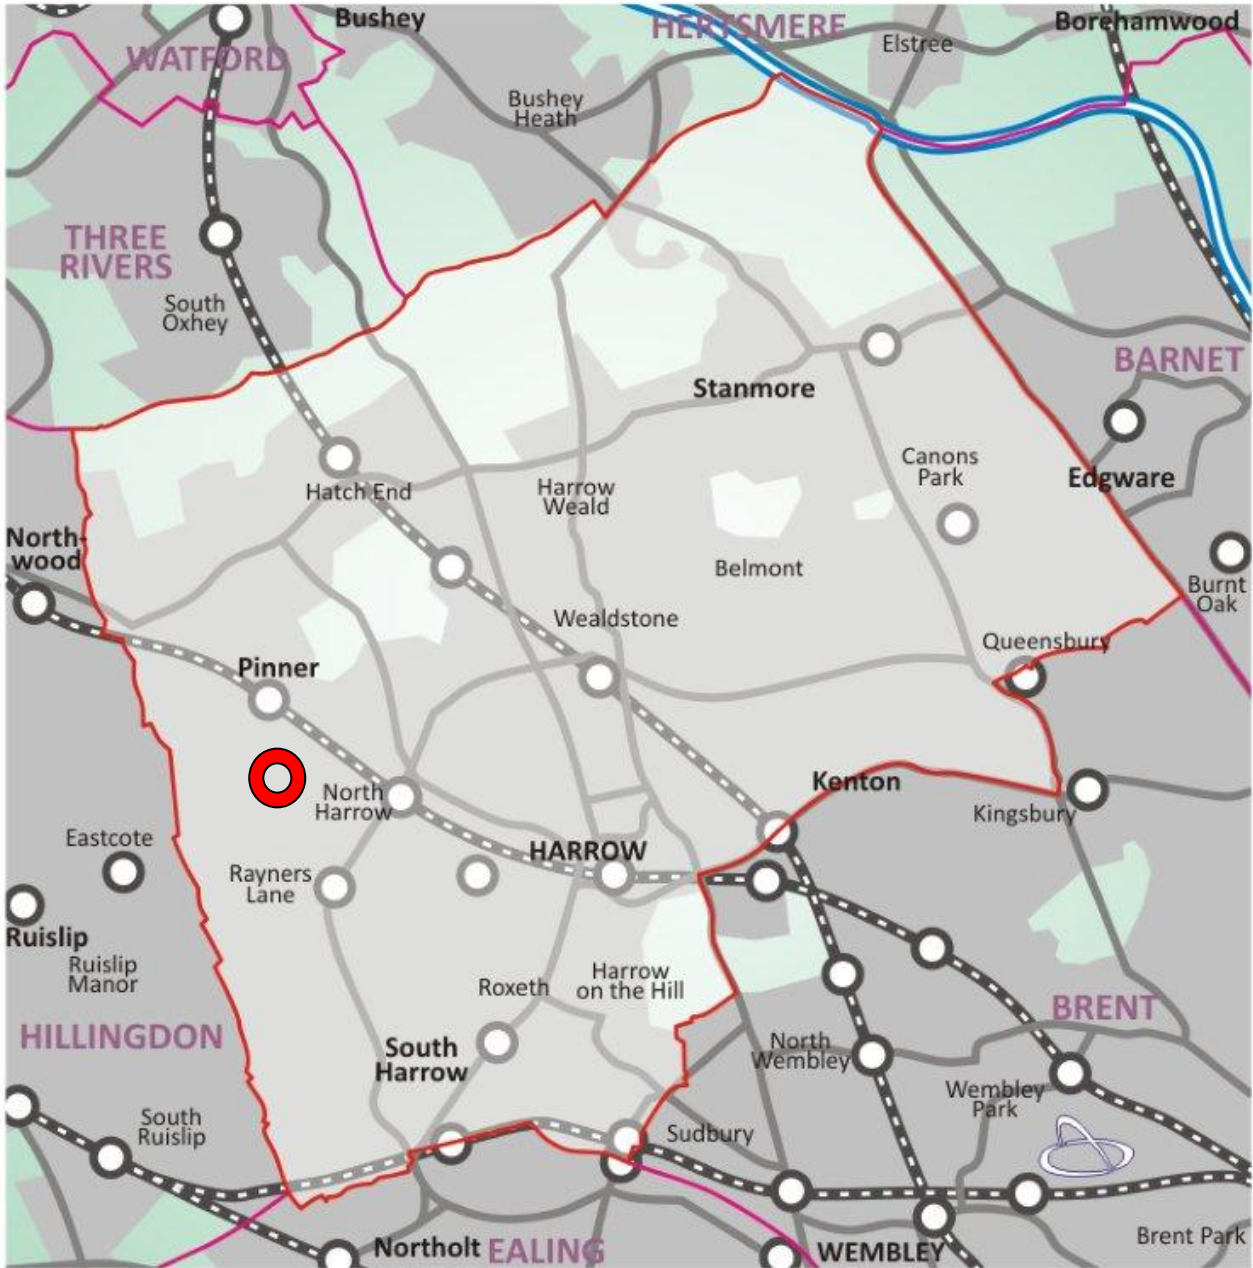 Bushey
HERTSMERE
Borehamwood
Elstree
WATFORD
Bushey
Heath
THREE
RIVERS
South
Oxhey
BARNET
Stanmore
Canons
Park
Edgware
Hatch End
Harrow
Weald
North-
wood
Belmont
Burnt
Oak
Wealdstone
Queensbury
Pinner
Kenton
North
Harrow
Kingsbury
Eastcote
HARROW
Rayners
Lane
Ruislip
Ruislip
Manor
Harrow
on the Hill
Roxeth
BRENT
HILLINGDON
South
Harrow
North
Wembley
Wembley
Park
South
Ruislip
Sudbury
Northolt
EALING
WEMBLEY
Brent Park